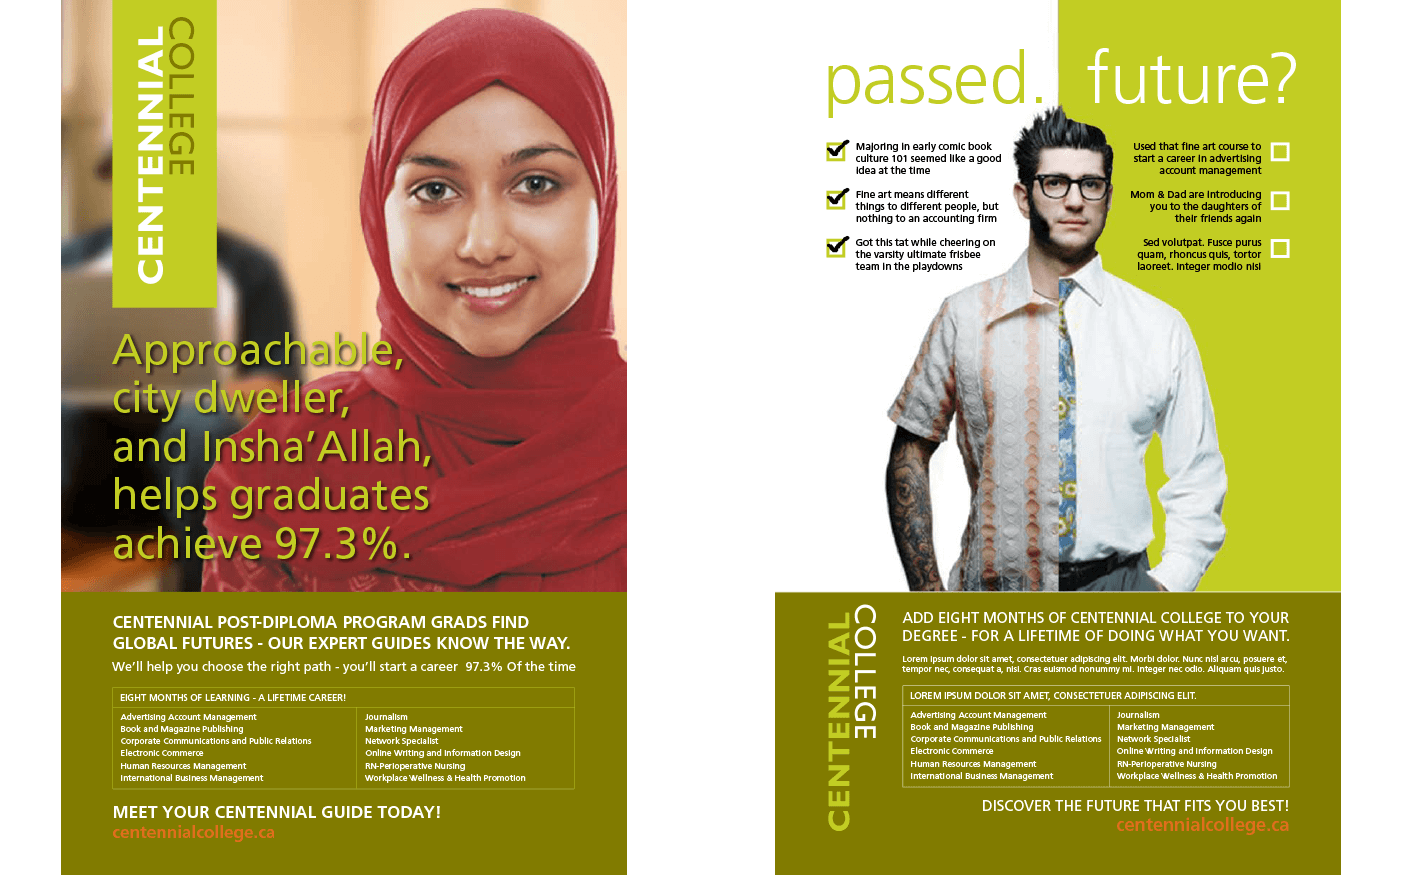 CENTENNIAL
COLLEGE
Approachable,
city dweller,
and Insha’Allah,
helps graduates
achieve 97.3%.
CENTENNIAL POST-DIPLOMA PROGRAM GRADS FIND
GLOBAL FUTURES - OUR EXPERT GUIDES KNOW THE WAY.
We’ll help you choose the right path - you’ll start a career 97.3% Of the time
EIGHT MONTHS OF LEARNING - A LIFETIME CAREER!
Advertising Account Management
Book and Magazine Publishing
Corporate Communications and Public Relations
Electronic Commerce
Human Resources Management
International Business Management
Journalism
Marketing Management
Network Specialist
Online Writing and Information Design
RN-Perioperative Nursing
Workplace Wellness & Health Promotion
MEET YOUR CENTENNIAL GUIDE TODAY!
centennialcollege.ca
passed. future?
Majoring in early comic book
culture 101 seemed like a good
idea at the time
Fine art means different
things to different people, but
nothing to an accounting firm
Got this tat while cheering on
the varsity ultimate frisbee
team in the playdowns
Used that fine art course to
start a career in advertising
account management
Mom & Dad are introducing
you to the daughters of
their friends again
Sed volutpat. Fusce purus
quam, rhoncus quis, tortor
laoreet. Integer modio nisi
CENTENNIAL
COLLEGE
ADD EIGHT MONTHS OF CENTENNIAL COLLEGE TO YOUR
DEGREE - FOR A LIFETIME OF DOING WHAT YOU WANT.
Lorem ipsum dolor sit amet, consectetuer adipiscing elit. Morbi dolor. Nunc nisl arcu, posuere et,
tempor nec, consequat a, nisi. Cras euismod nonummy mi. Integer nec odio. Aliquam quis justo.
LOREM IPSUM DOLOR SIT AMET, CONSECTETUER ADIPISCING ELIT.
Advertising Account Management
Book and Magazine Publishing
Corporate Communications and Public Relations
Electronic Commerce
Human Resources Management
International Business Management
Journalism
Marketing Management
Network Specialist
Online Writing and Information Design
RN-Perioperative Nursing
Workplace Wellness & Health Promotion
DISCOVER THE FUTURE THAT FITS YOU BEST!
centennialcollege.ca